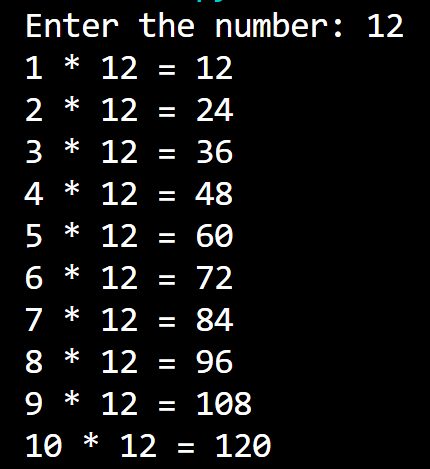 Enter the number: 12
1 * 12 = 12
2 * 12 = 24
3 * 12 = 36
4 * 12 = 48
5 * 12 = 60
6 * 12 = 72
7 * 12 = 84
8 * 12 = 96
9 * 12 = 108
10 * 12 = 120